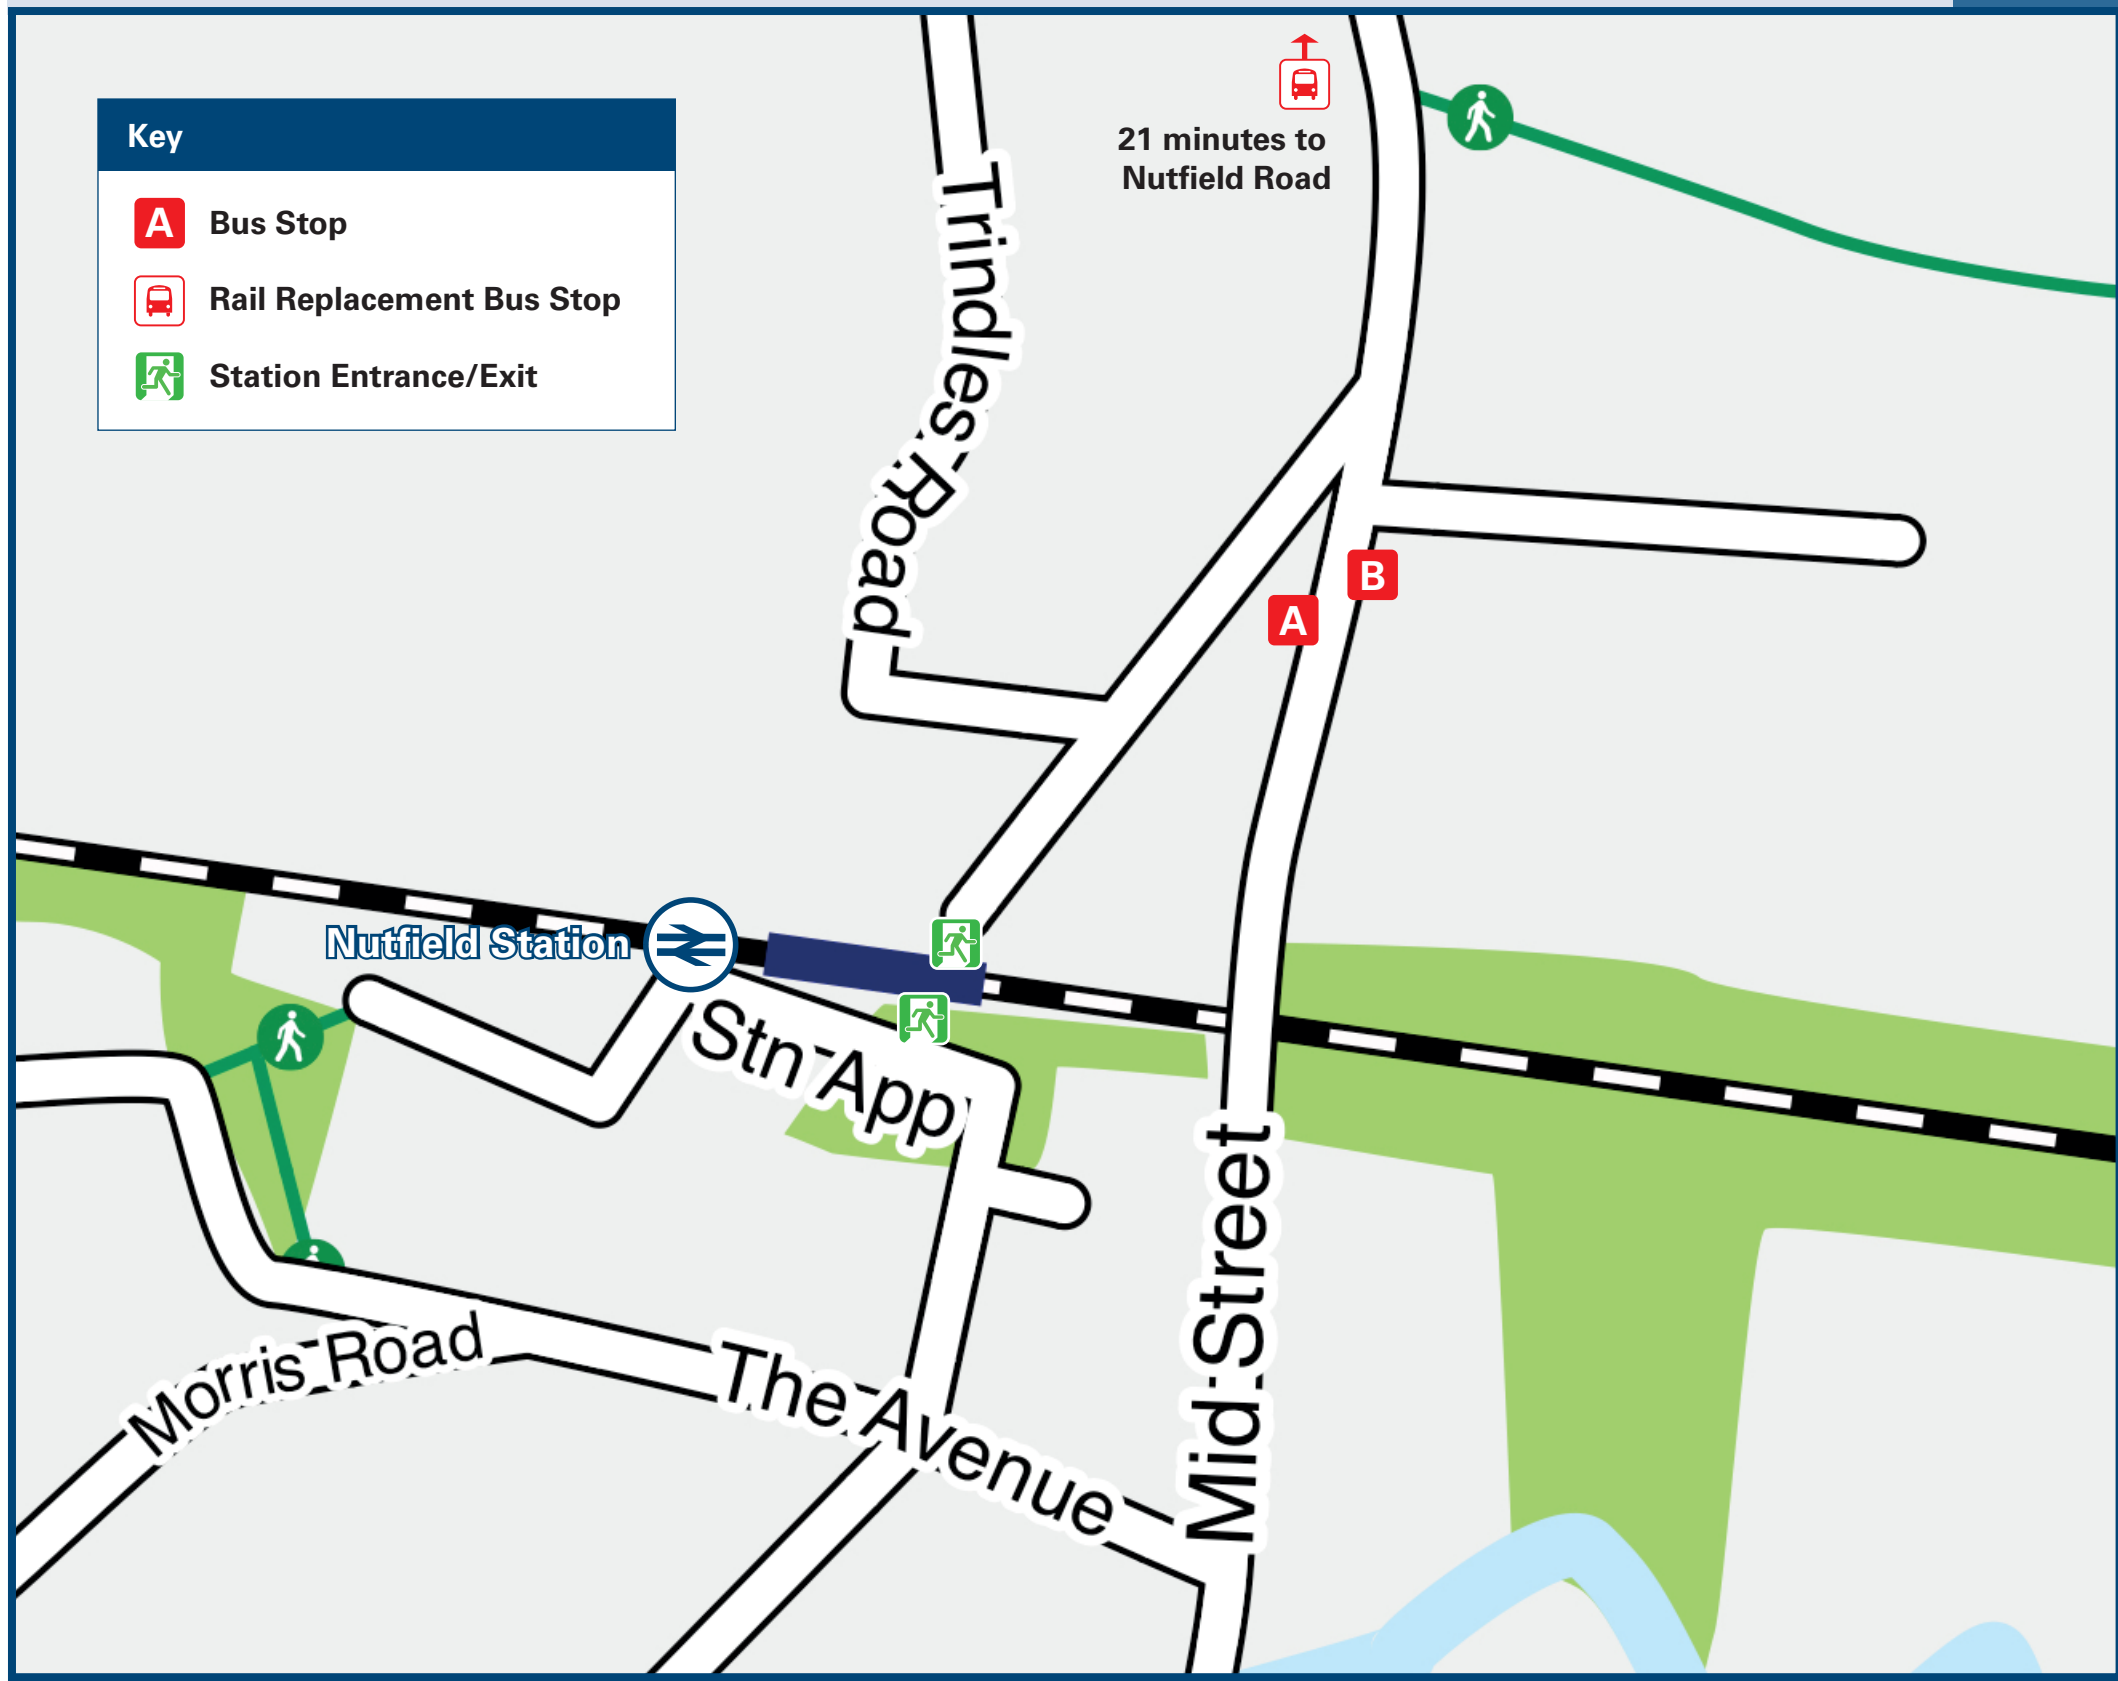 Key
A Bus Stop
Rail Replacement Bus Stop
Station Entrance/Exit
21 minutes to
Nutfield Road
Trindles Road
B
A
Nutfield Station
Stn App
Mid Street
Morris Road
The Avenue